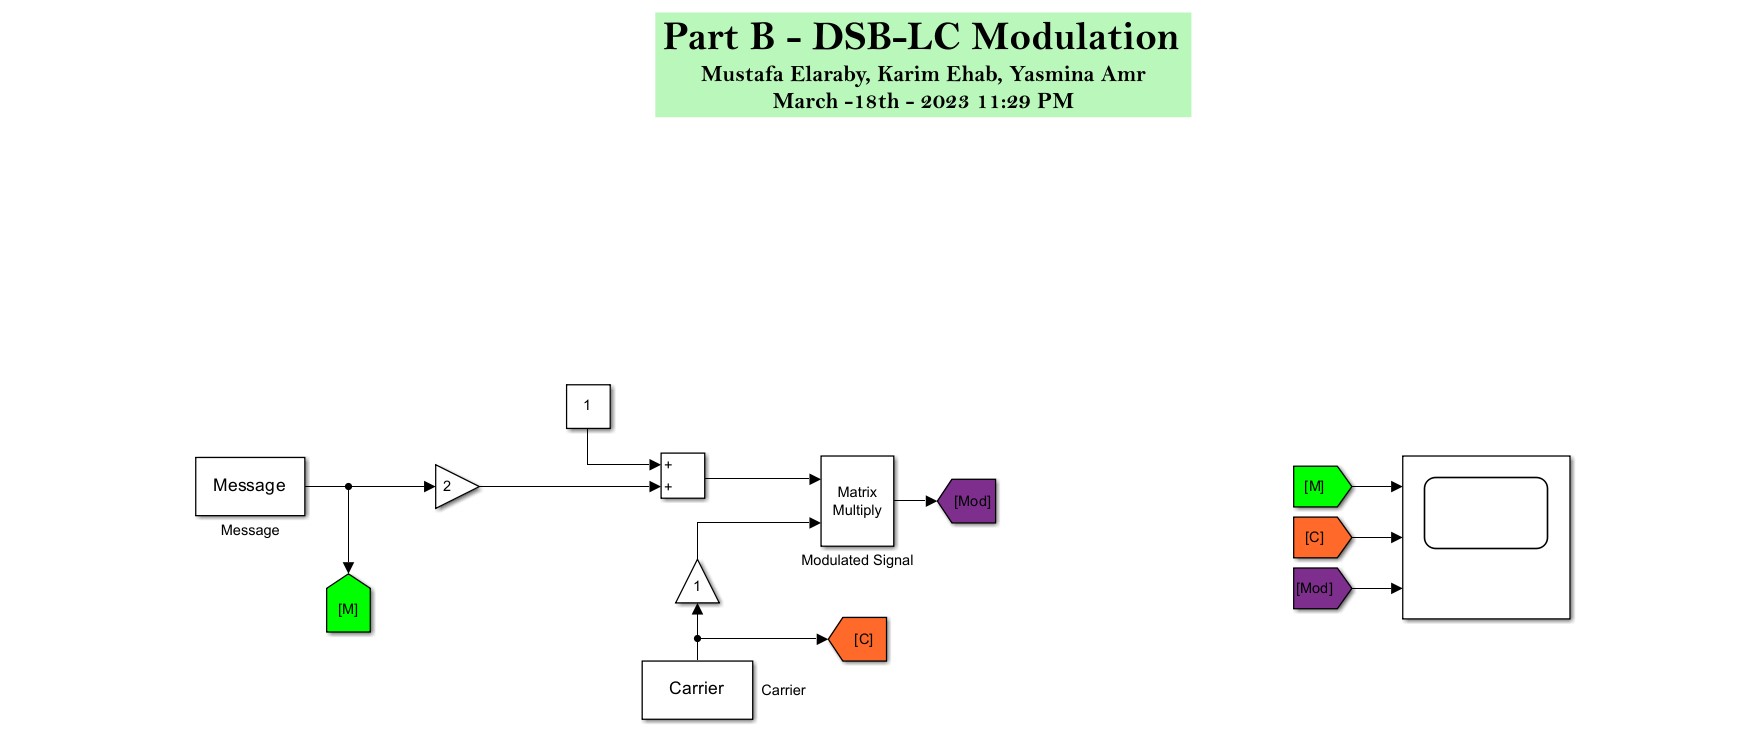 Part B - DSB-LC Modulation
Mustafa Elaraby, Karim Ehab, Yasmina Amr
March -18th - 2023 11:29 PM
1
Message
2
+
+
Matrix
Multiply
[Mod]
Message
Modulated Signal
1
[M]
[C]
Carrier
Carrier
[M]
[C]
[Mod]